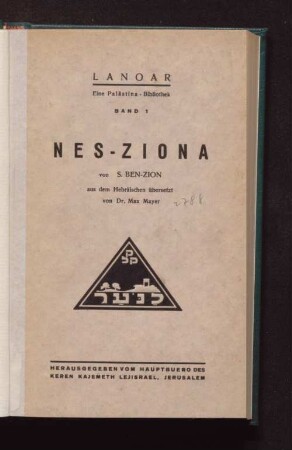 LANOAR
Eine Palästina-Bibliothek
BAND 1
NES-ZIONA
von S. BEN-ZION
aus dem Hebräischen übersetzt
von Dr. Max Mayer
קקל
לנוער
HERAUSGEGEBEN VOM HAUPTBUERO DES
KEREN KAJEMETH LEJISRAEL, JERUSALEM